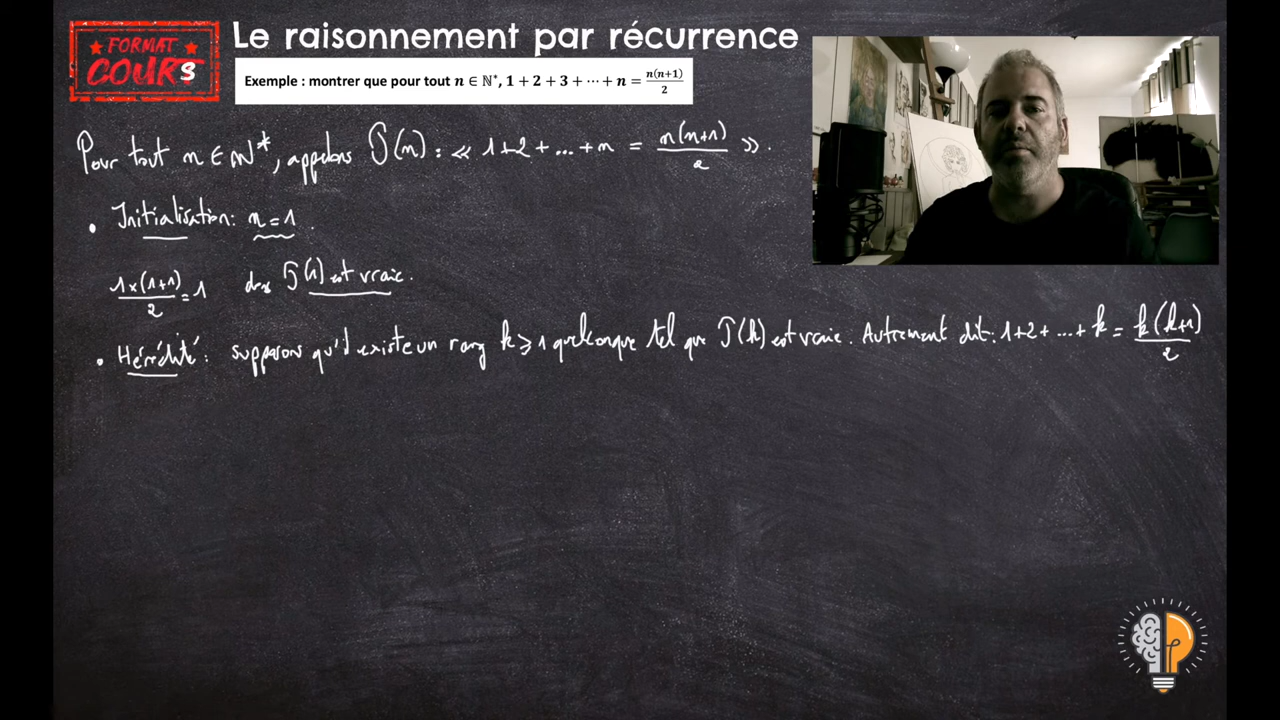 FORMAT
COURS
Le raisonnement par récurrence
Exemple : montrer que pour tout n ∈ ℕ*, 1 + 2 + 3 + ⋯ + n = n(n+1)/2
Pour tout n ∈ ℕ*, appelons P(n) : « 1+2+...+n = n(n+1)/2 ».
• Initialisation: n=1.
1×(1+1)/2 = 1 donc P(1) est vraie.
• Hérédité: supposons qu'il existe un rang k ⩾ 1 quelconque tel que P(k) est vraie. Autrement dit: 1+2+...+k = k(k+1)/2